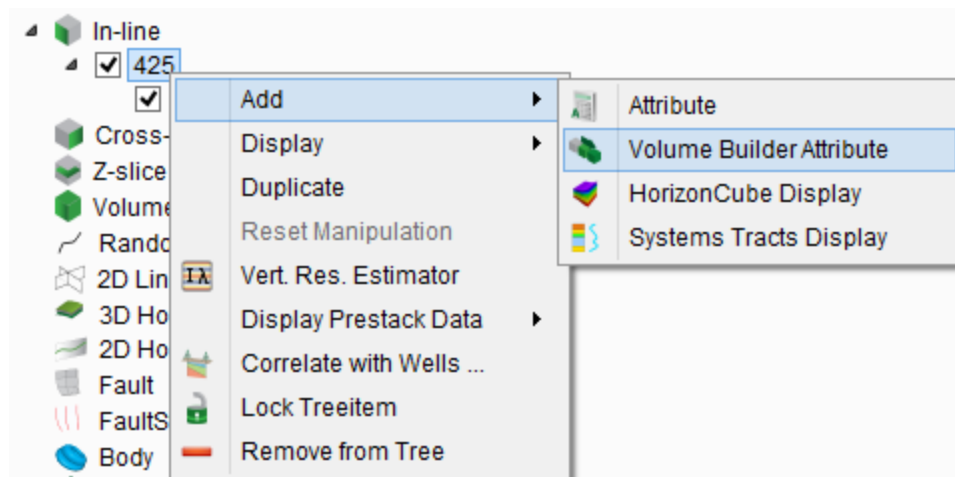 In-line
425
Cross-
Z-slice
Volume
Rando
2D Lin
3D Ho
2D Ho
Fault
FaultS
Body
Add
Display
Duplicate
Reset Manipulation
Vert. Res. Estimator
Display Prestack Data
Correlate with Wells ...
Lock Treeitem
Remove from Tree
Attribute
Volume Builder Attribute
HorizonCube Display
Systems Tracts Display